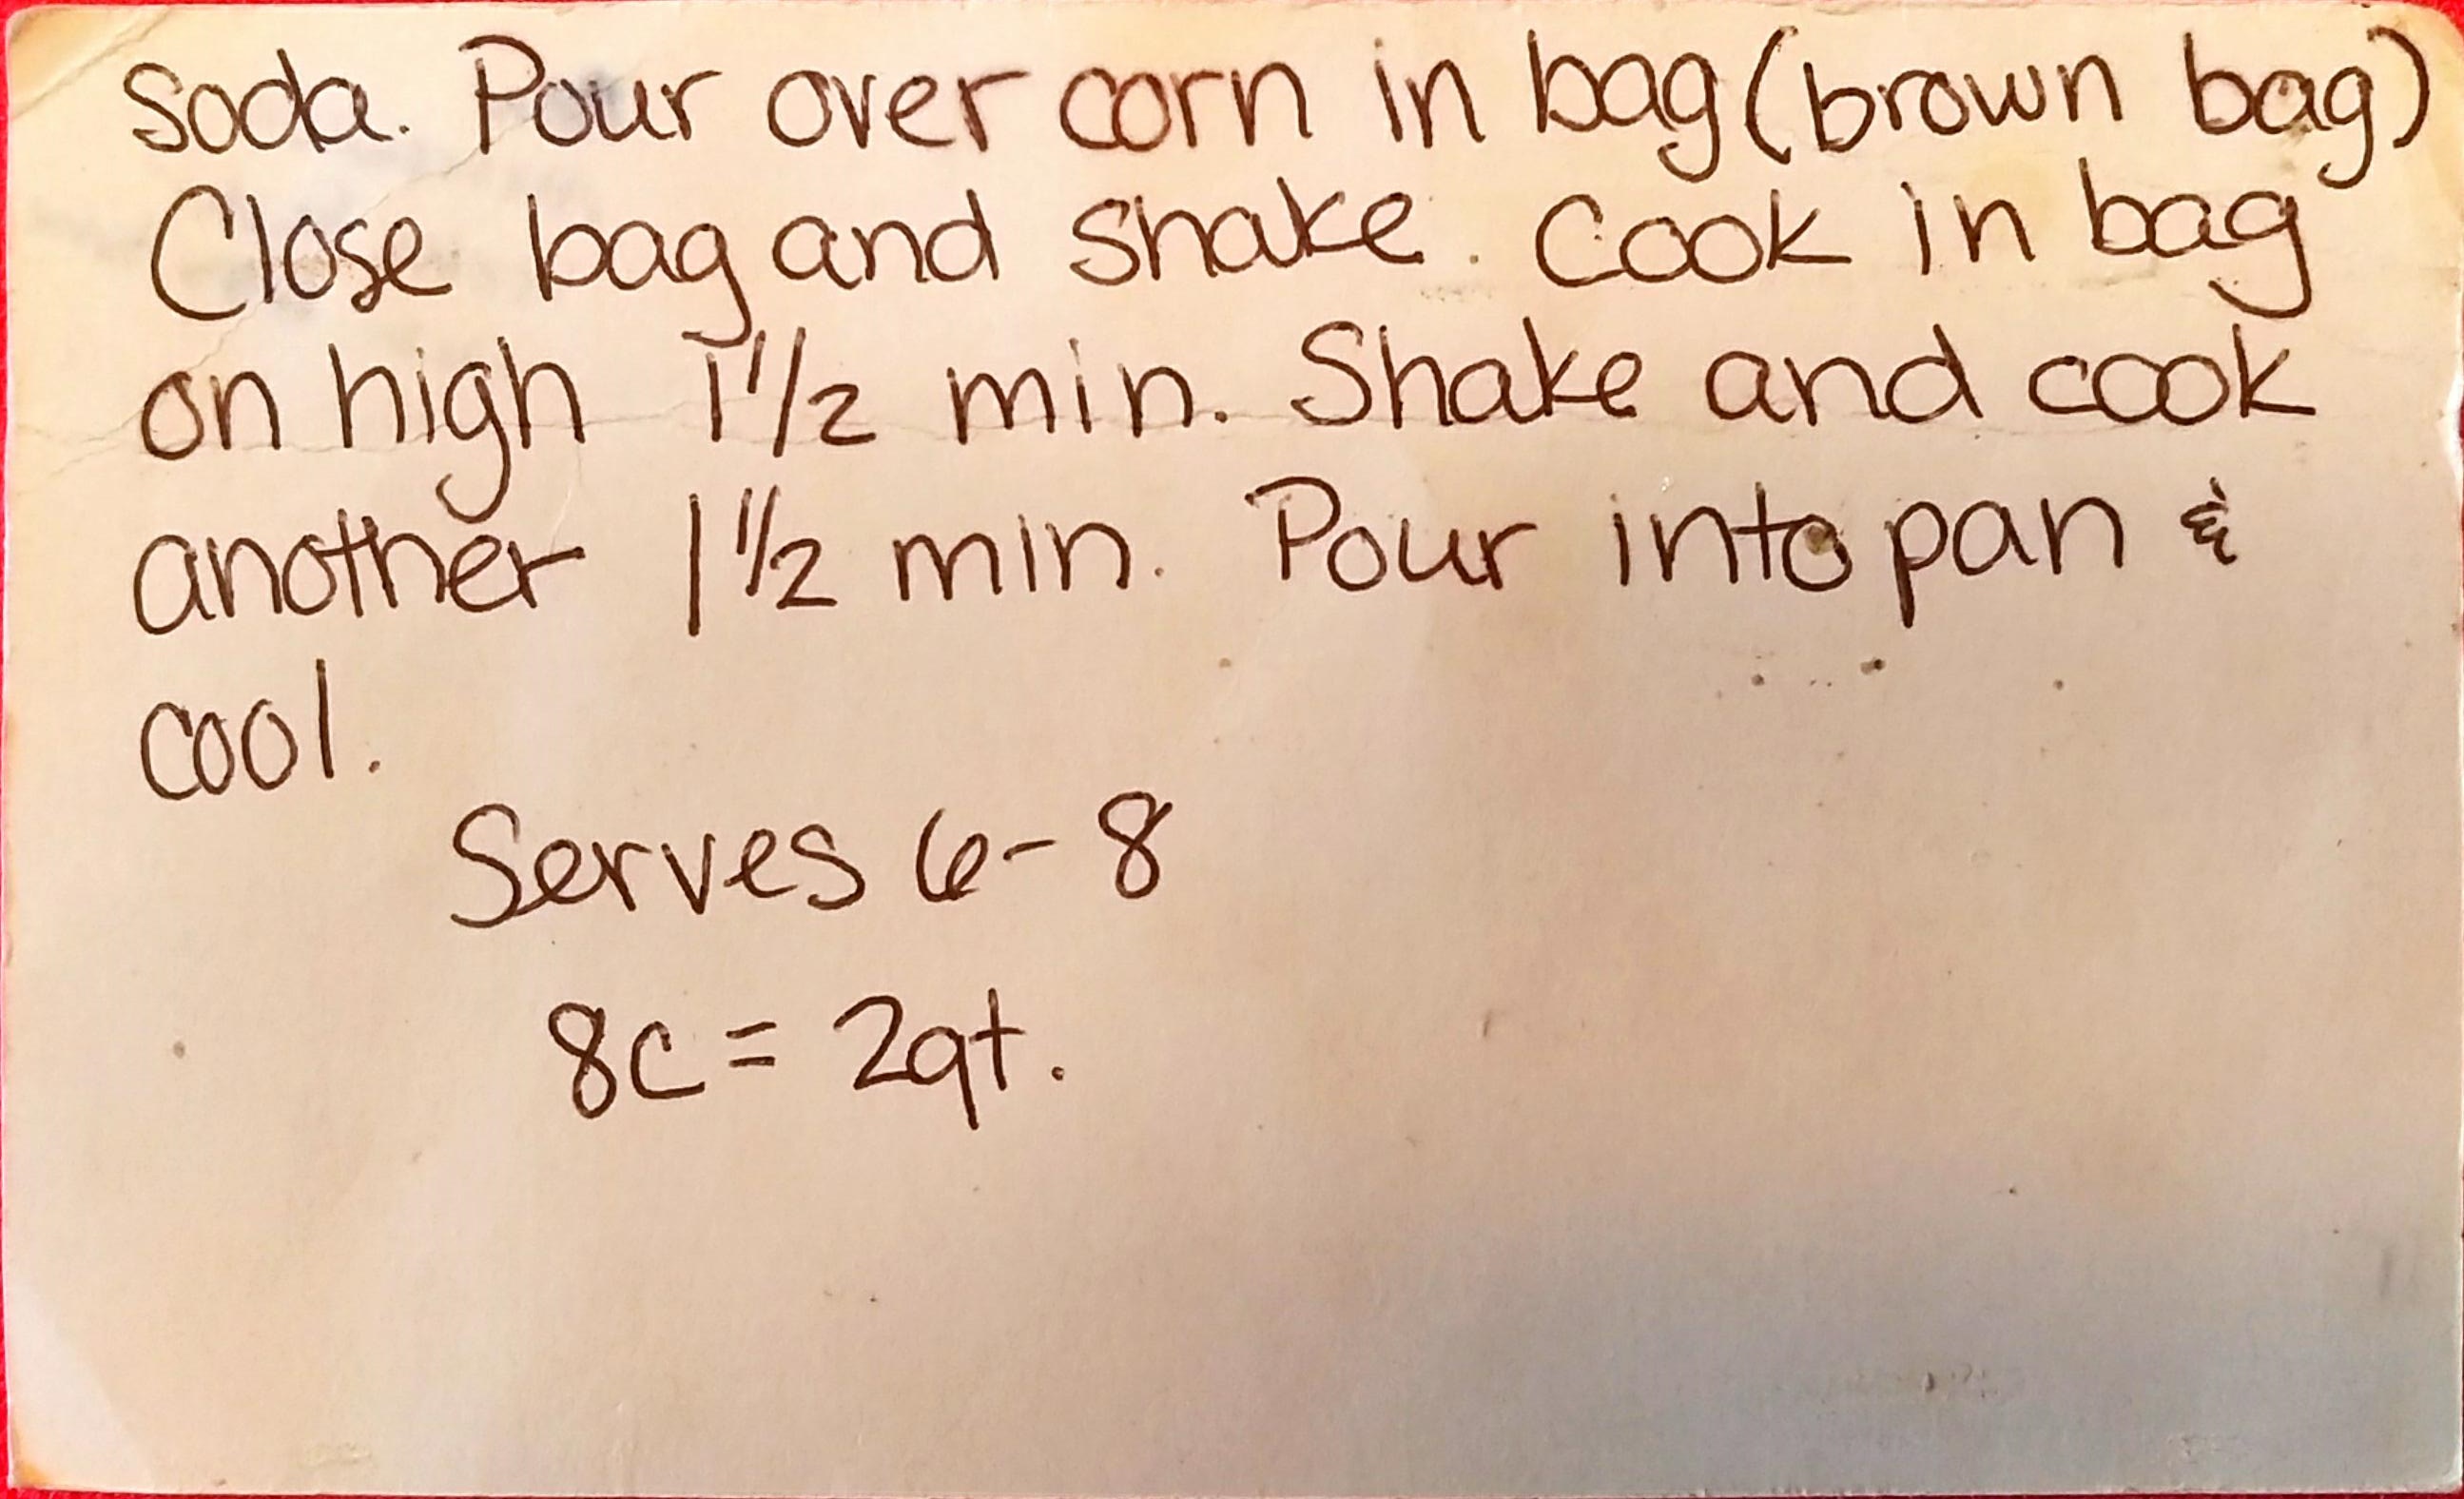 Soda. Pour over corn in bag (brown bag)
Close bag and shake. Cook in bag
on high 1 1/2 min. Shake and cook
another 1 1/2 min. Pour into pan &
cool.
Serves 6-8
8c = 2qt.